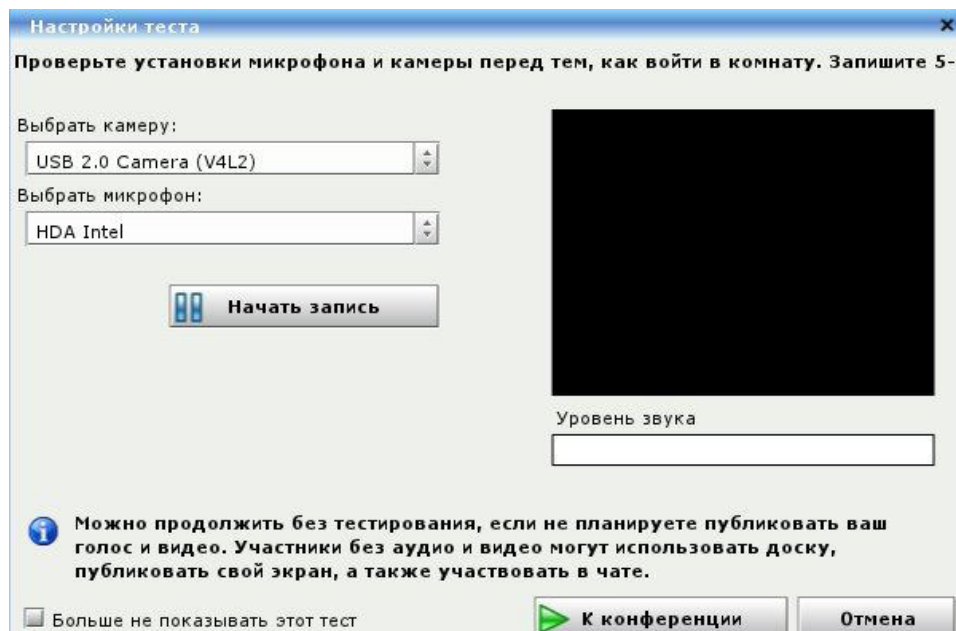 Настройки теста
Проверьте установки микрофона и камеры перед тем, как войти в комнату. Запишите 5-
Выбрать камеру:
USB 2.0 Camera (V4L2)
Выбрать микрофон:
HDA Intel
Начать запись
Уровень звука
Можно продолжить без тестирования, если не планируете публиковать ваш
голос и видео. Участники без аудио и видео могут использовать доску,
публиковать свой экран, а также участвовать в чате.
Больше не показывать этот тест
К конференции
Отмена